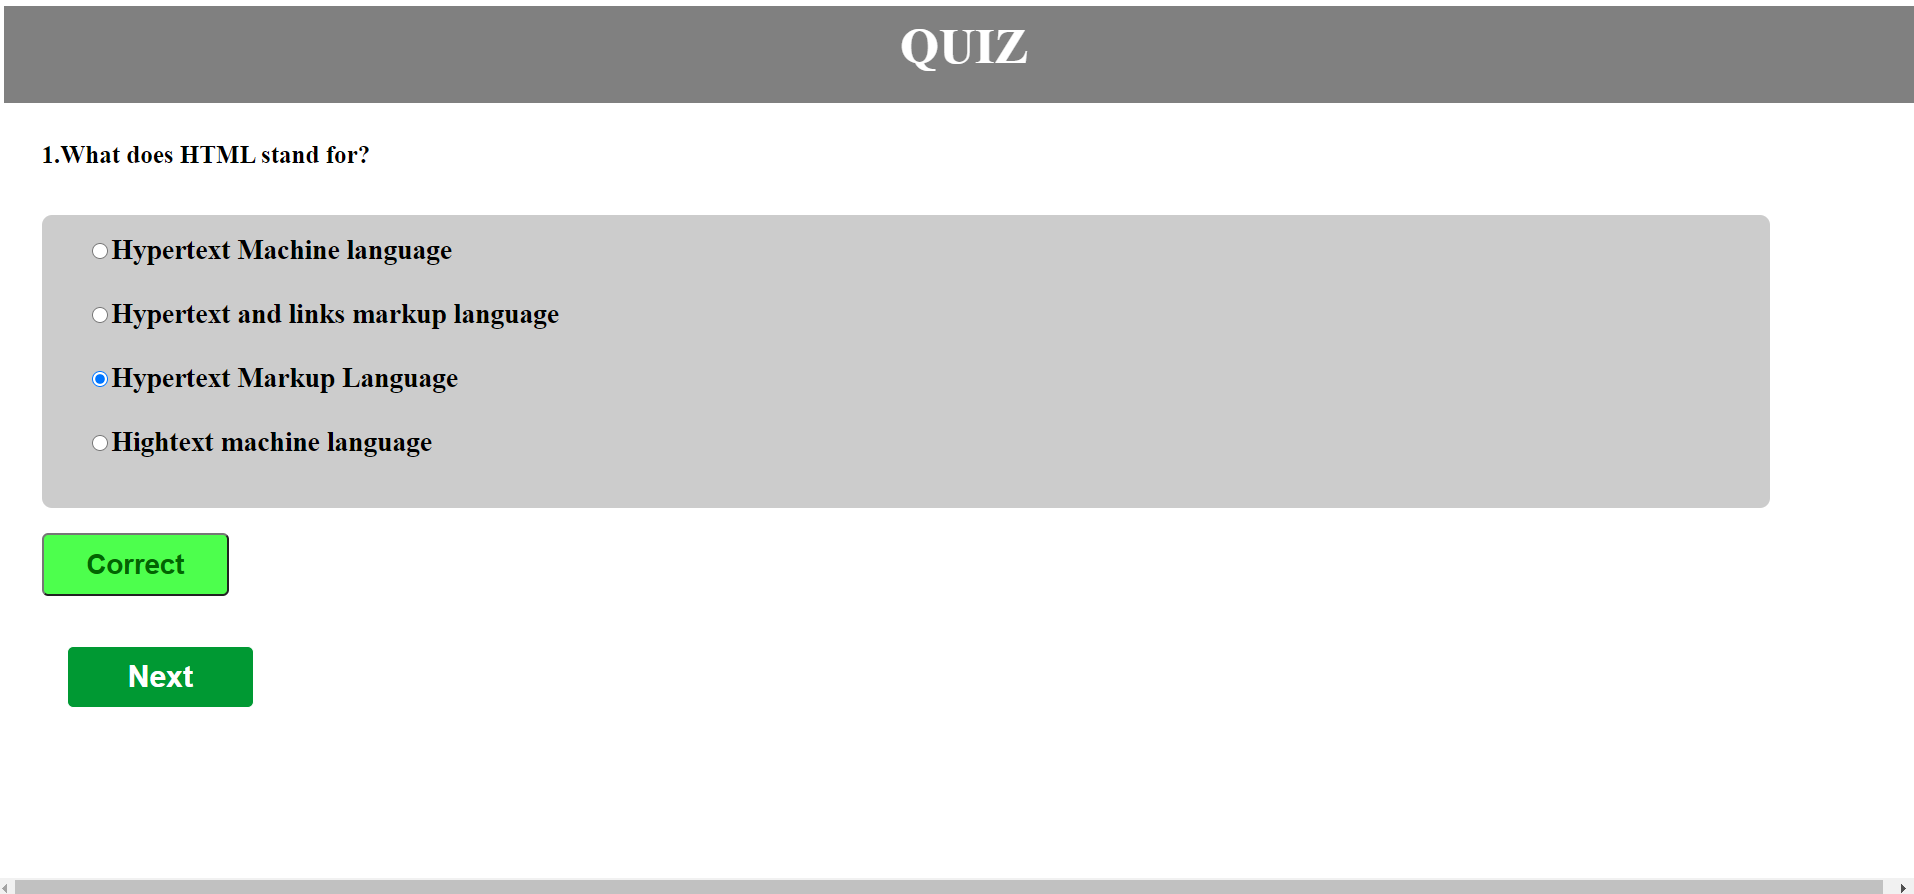 QUIZ
1.What does HTML stand for?
Hypertext Machine language
Hypertext and links markup language
Hypertext Markup Language
Hightext machine language
Correct
Next